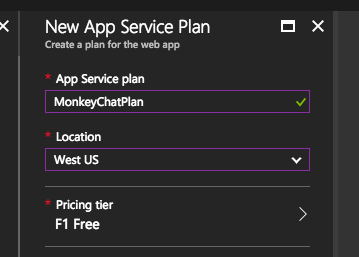 New App Service Plan
Create a plan for the web app
* App Service plan
MonkeyChatPlan
* Location
West US
* Pricing tier
F1 Free